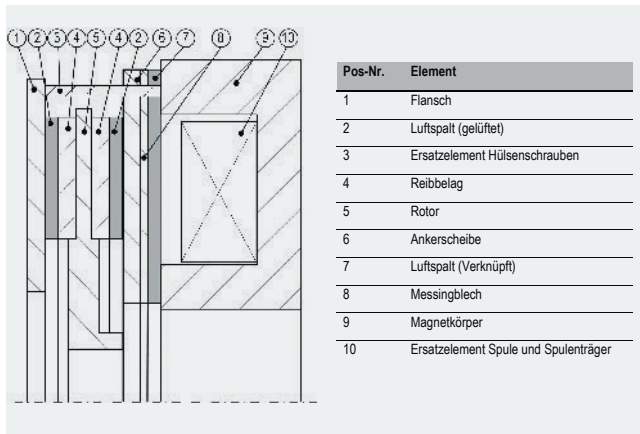 1 2 3 4 5 4 2 6 7 8 9 10
Pos-Nr. Element
1 Flansch
2 Luftspalt (gelüftet)
3 Ersatzelement Hülsenschrauben
4 Reibbelag
5 Rotor
6 Ankerscheibe
7 Luftspalt (Verknüpft)
8 Messingblech
9 Magnetkörper
10 Ersatzelement Spule und Spulenträger